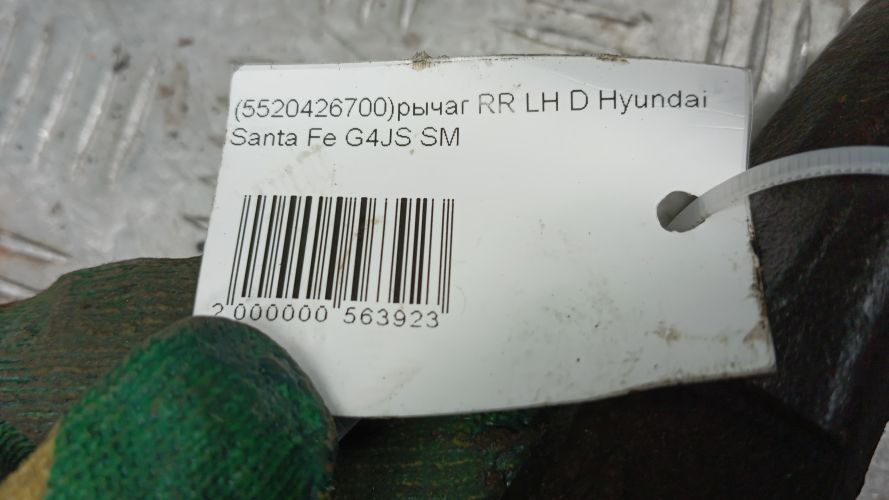 (5520426700)рычаг RR LH D Hyundai
Santa Fe G4JS SM
2 000000 563923